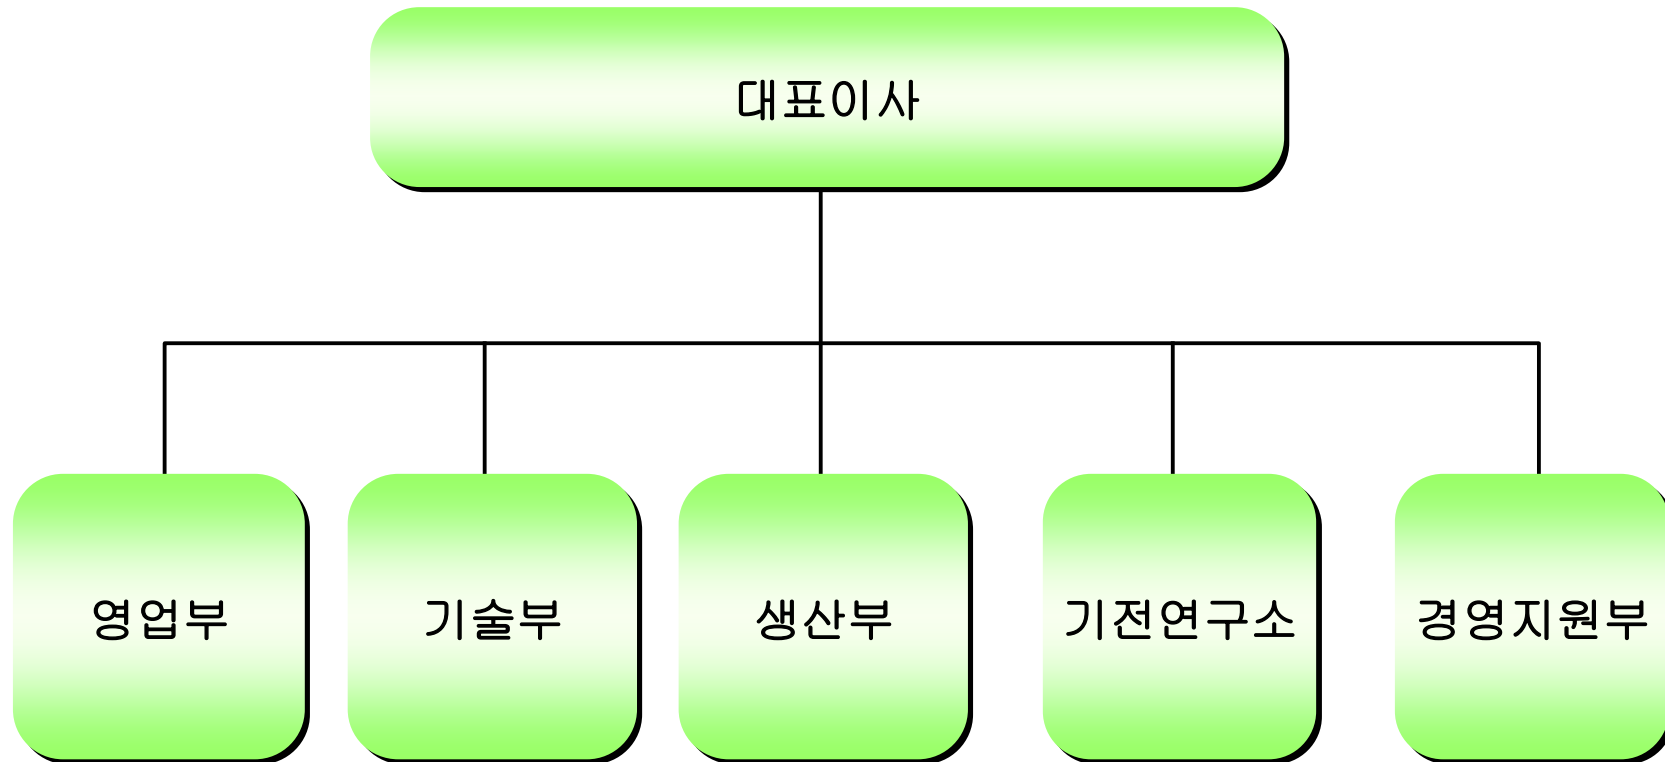 대표이사
영업부
기술부
생산부
기전연구소
경영지원부